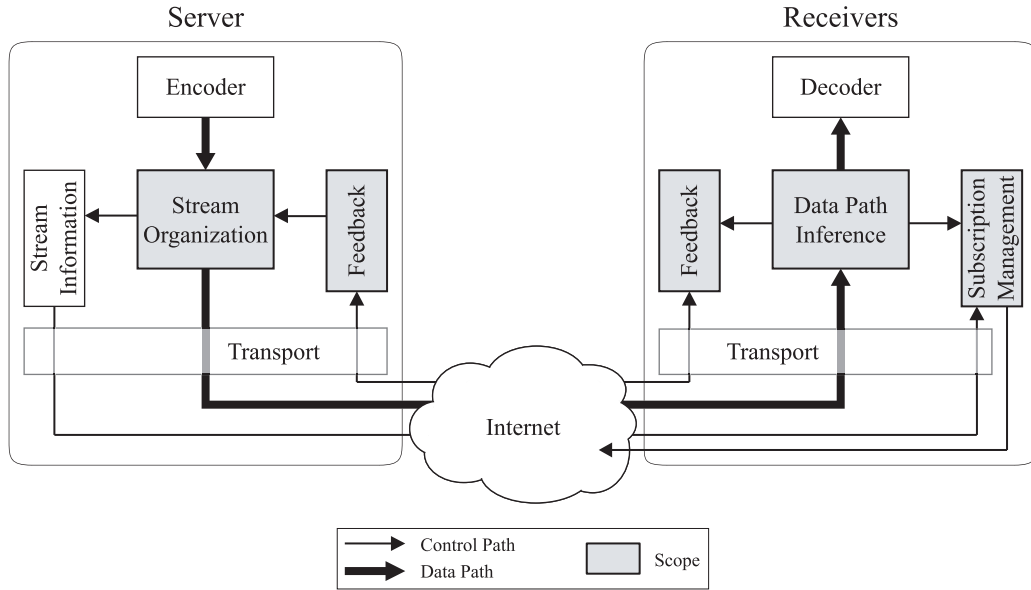 Server
Receivers
Encoder
Decoder
Stream
Information
Stream
Organization
Feedback
Feedback
Data Path
Inference
Subscription
Management
Transport
Transport
Internet
Control Path
Data Path
Scope